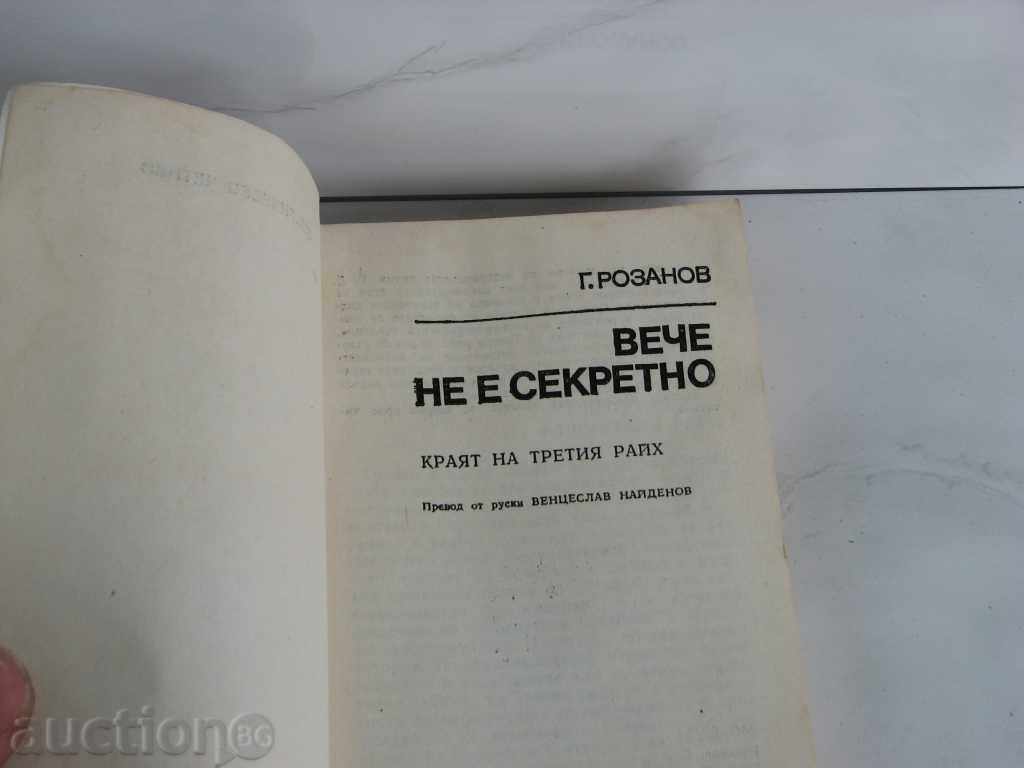 Г. РОЗАНОВ
ВЕЧЕ
НЕ Е СЕКРЕТНО
КРАЯТ НА ТРЕТИЯ РАЙХ
Превод от руски ВЕНЦЕСЛАВ НАЙДЕНОВ
auctionBG